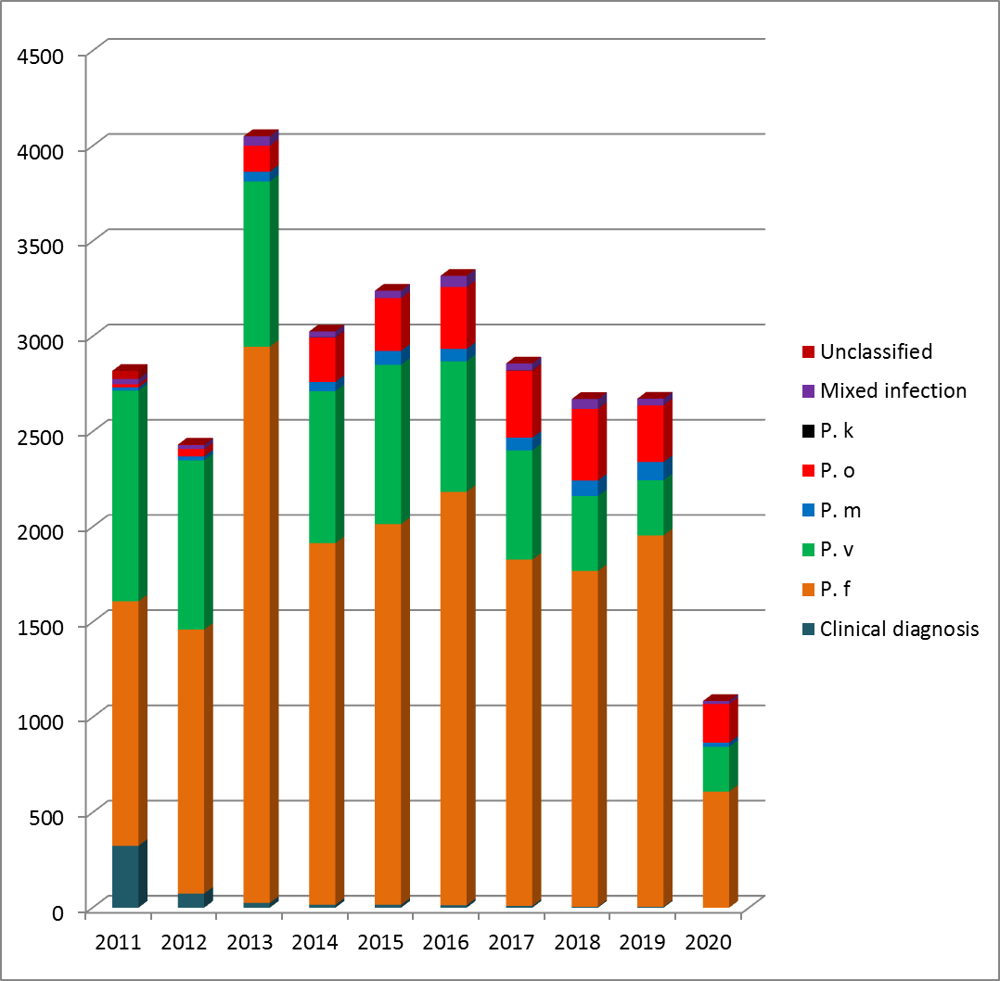 4500
4000
3500
3000
2500
2000
1500
1000
500
0
2011 2012 2013 2014 2015 2016 2017 2018 2019 2020
Unclassified
Mixed infection
P. k
P. o
P. m
P. v
P. f
Clinical diagnosis